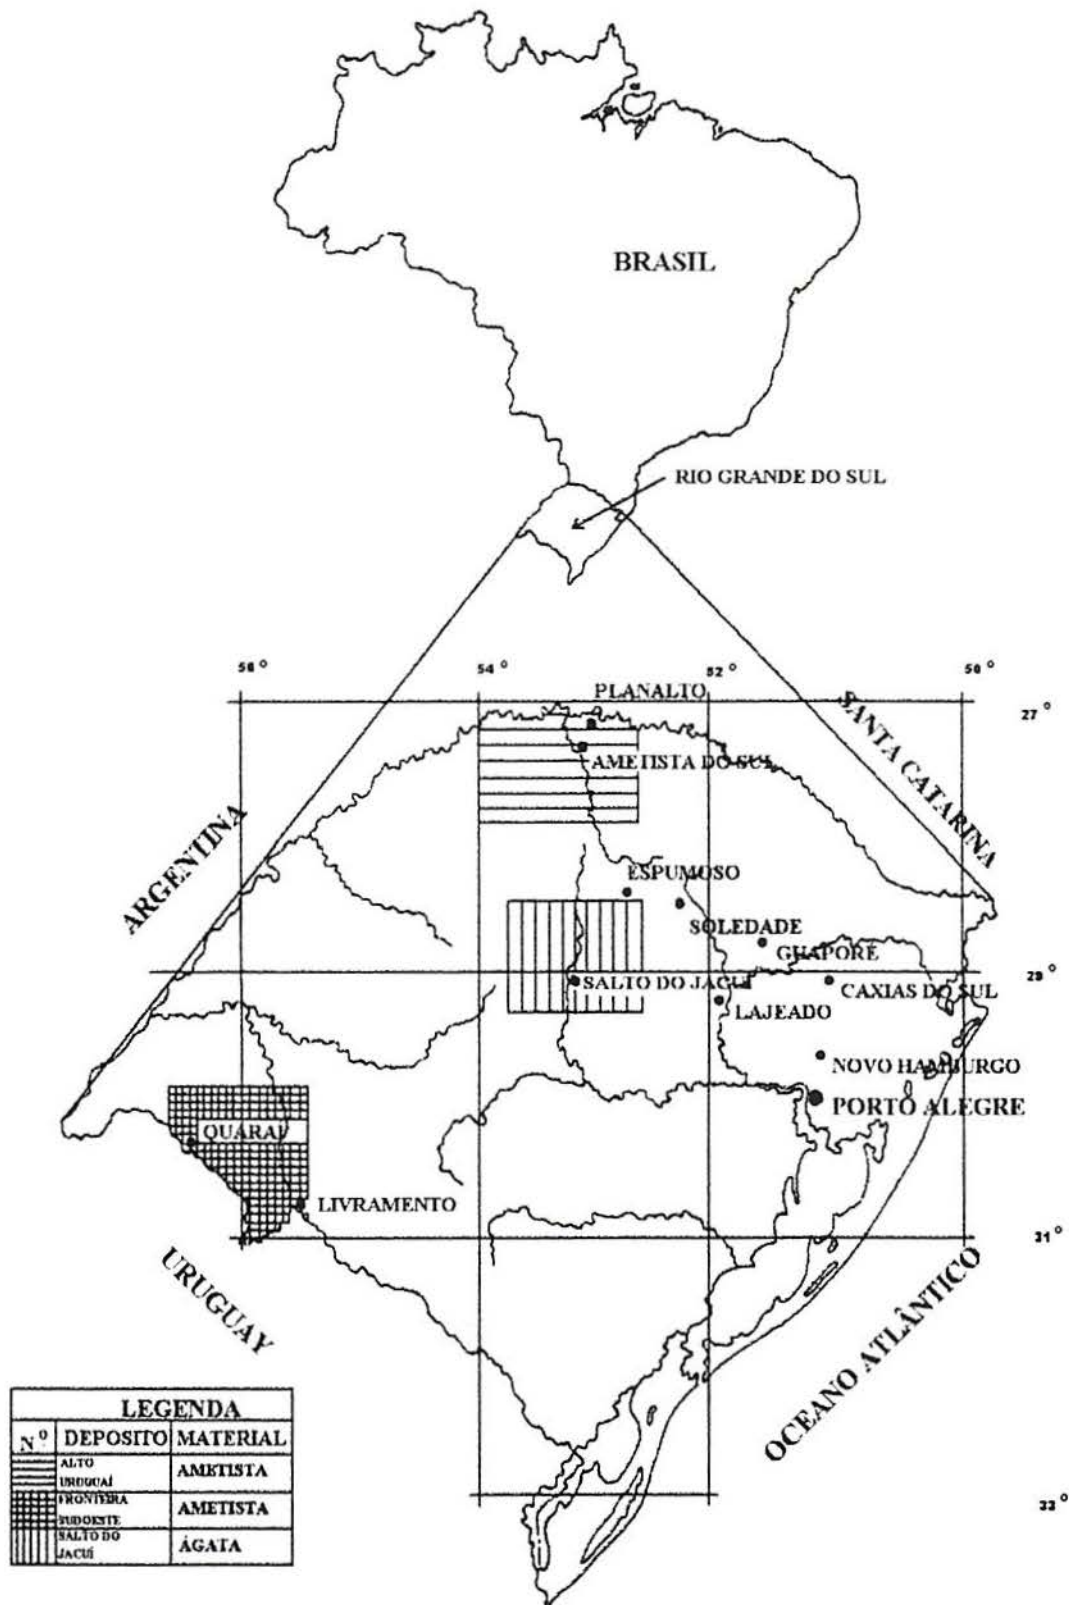 BRASIL
RIO GRANDE DO SUL
56° 54° 52° 50°
PLANALTO
27°
SANTA CATARINA
AMETISTA DO SUL
ARGENTINA
ESPUMOSO
SOLEDADE
GUAPORÉ
29°
SALTO DO JACUÍ
CAXIAS DO SUL
LAJEADO
NOVO HAMBURGO
PORTO ALEGRE
QUARAI
LIVRAMENTO
31°
URUGUAY
OCEANO ATLÂNTICO
33°
LEGENDA
Nº DEPOSITO MATERIAL
ALTO
URUGUAÍ
AMETISTA
FRONTEIRA
SUDOESTE
AMETISTA
SALTO DO
JACUÍ
ÁGATA